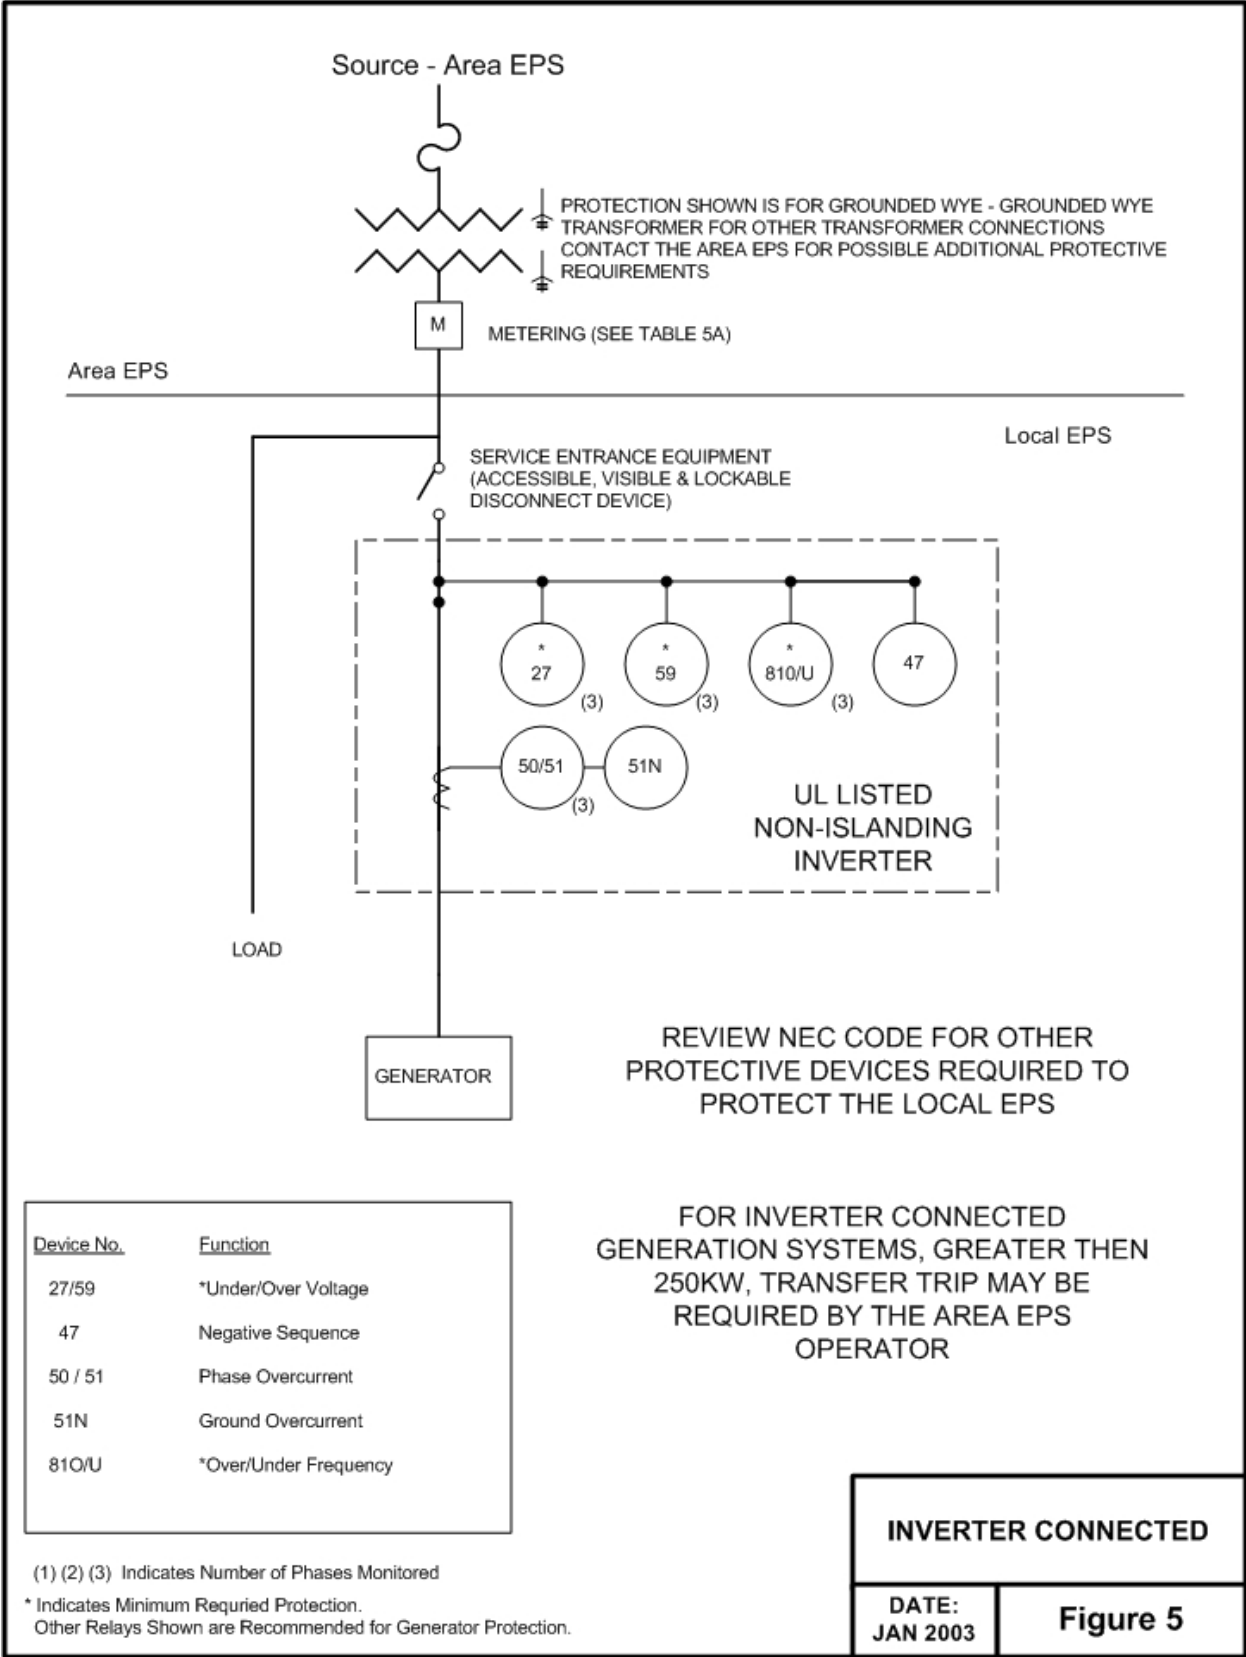 Source - Area EPS
PROTECTION SHOWN IS FOR GROUNDED WYE - GROUNDED WYE
TRANSFORMER FOR OTHER TRANSFORMER CONNECTIONS
CONTACT THE AREA EPS FOR POSSIBLE ADDITIONAL PROTECTIVE
REQUIREMENTS
M
METERING (SEE TABLE 5A)
Area EPS
Local EPS
SERVICE ENTRANCE EQUIPMENT
(ACCESSIBLE, VISIBLE & LOCKABLE
DISCONNECT DEVICE)
* * *
27 59 810/U 47
(3) (3) (3)
50/51 51N
(3)
UL LISTED
NON-ISLANDING
INVERTER
LOAD
GENERATOR
REVIEW NEC CODE FOR OTHER
PROTECTIVE DEVICES REQUIRED TO
PROTECT THE LOCAL EPS
FOR INVERTER CONNECTED
GENERATION SYSTEMS, GREATER THEN
250KW, TRANSFER TRIP MAY BE
REQUIRED BY THE AREA EPS
OPERATOR
Device No. Function
27/59 *Under/Over Voltage
47 Negative Sequence
50 / 51 Phase Overcurrent
51N Ground Overcurrent
81O/U *Over/Under Frequency
(1) (2) (3) Indicates Number of Phases Monitored
* Indicates Minimum Requried Protection.
Other Relays Shown are Recommended for Generator Protection.
INVERTER CONNECTED
DATE:
JAN 2003
Figure 5